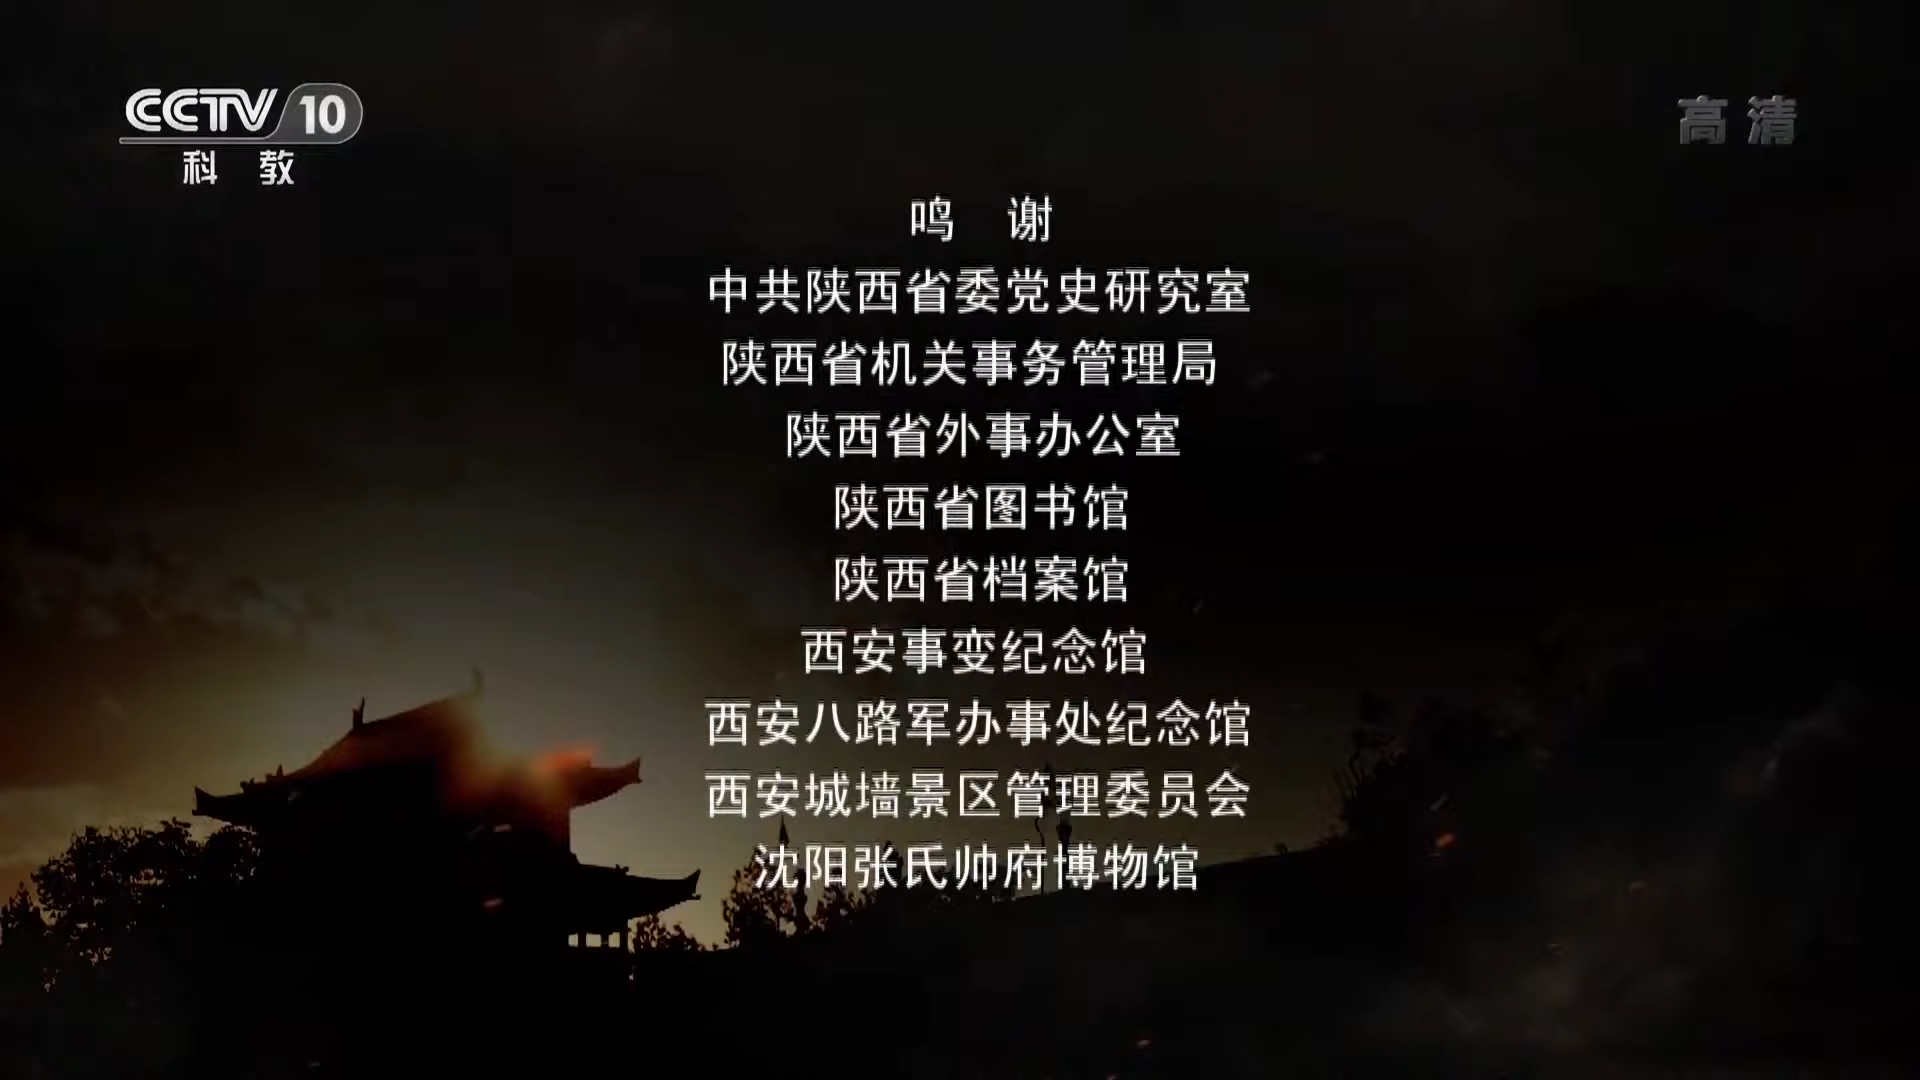 CCTV 10
科 教
高 清
鸣 谢
中共陕西省委党史研究室
陕西省机关事务管理局
陕西省外事办公室
陕西省图书馆
陕西省档案馆
西安事变纪念馆
西安八路军办事处纪念馆
西安城墙景区管理委员会
沈阳张氏帅府博物馆